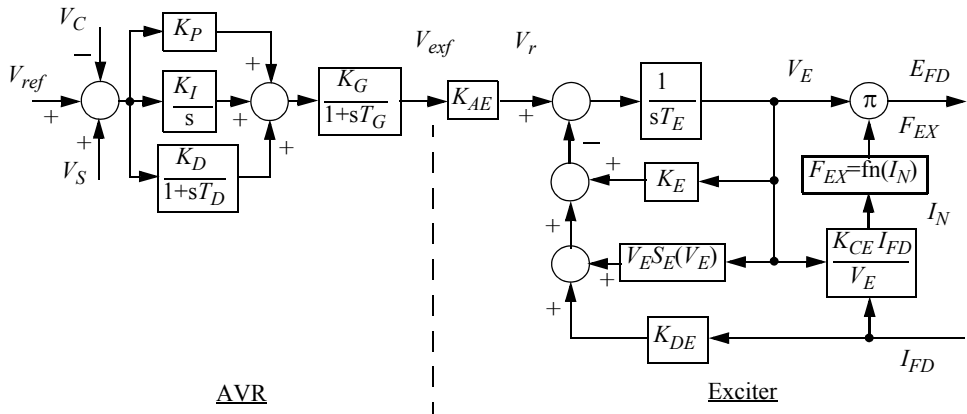 V_C
V_ref
V_S
+
−
+
K_P
K_I
s
K_D
1+sT_D
+
+
+
K_G
1+sT_G
V_exf
K_AE
V_r
+
−
1
sT_E
V_E
π
E_FD
F_EX
F_EX=fn(I_N)
I_N
+
K_E
+
V_E S_E(V_E)
+
K_CE I_FD
V_E
+
K_DE
I_FD
AVR
Exciter